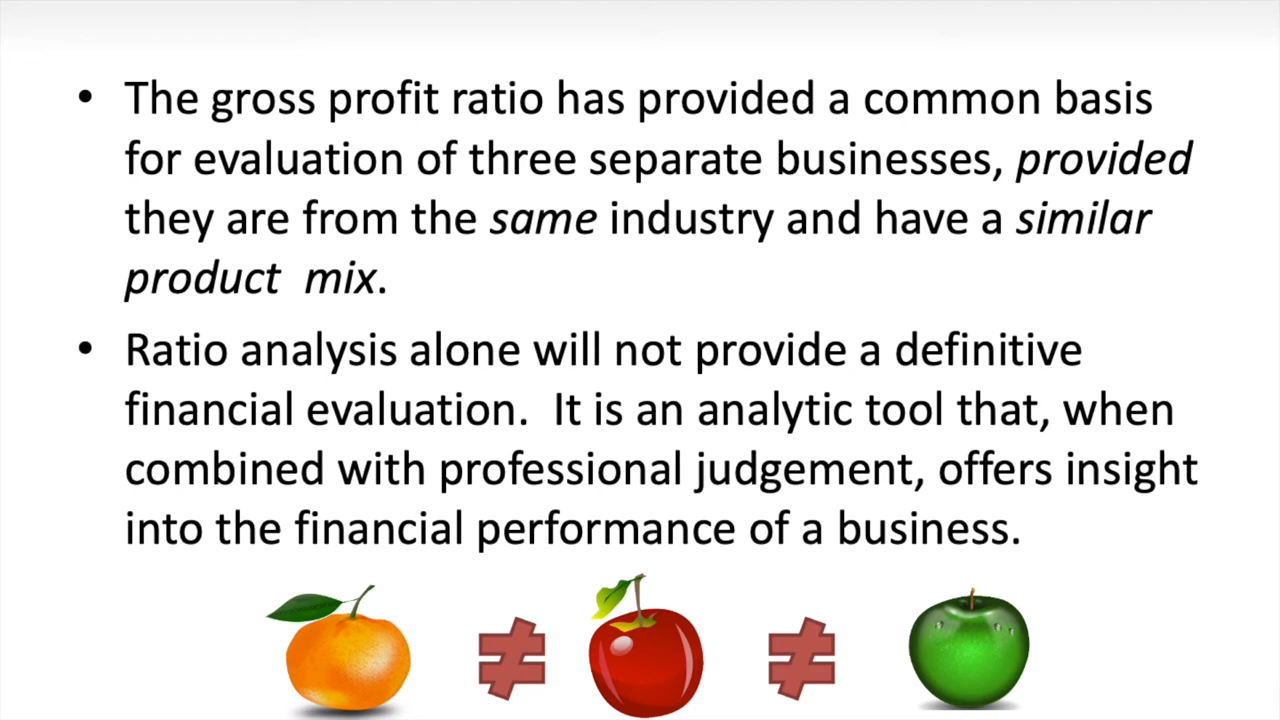 • The gross profit ratio has provided a common basis
for evaluation of three separate businesses, provided
they are from the same industry and have a similar
product  mix.
• Ratio analysis alone will not provide a definitive
financial evaluation.  It is an analytic tool that, when
combined with professional judgement, offers insight
into the financial performance of a business.
≠ ≠